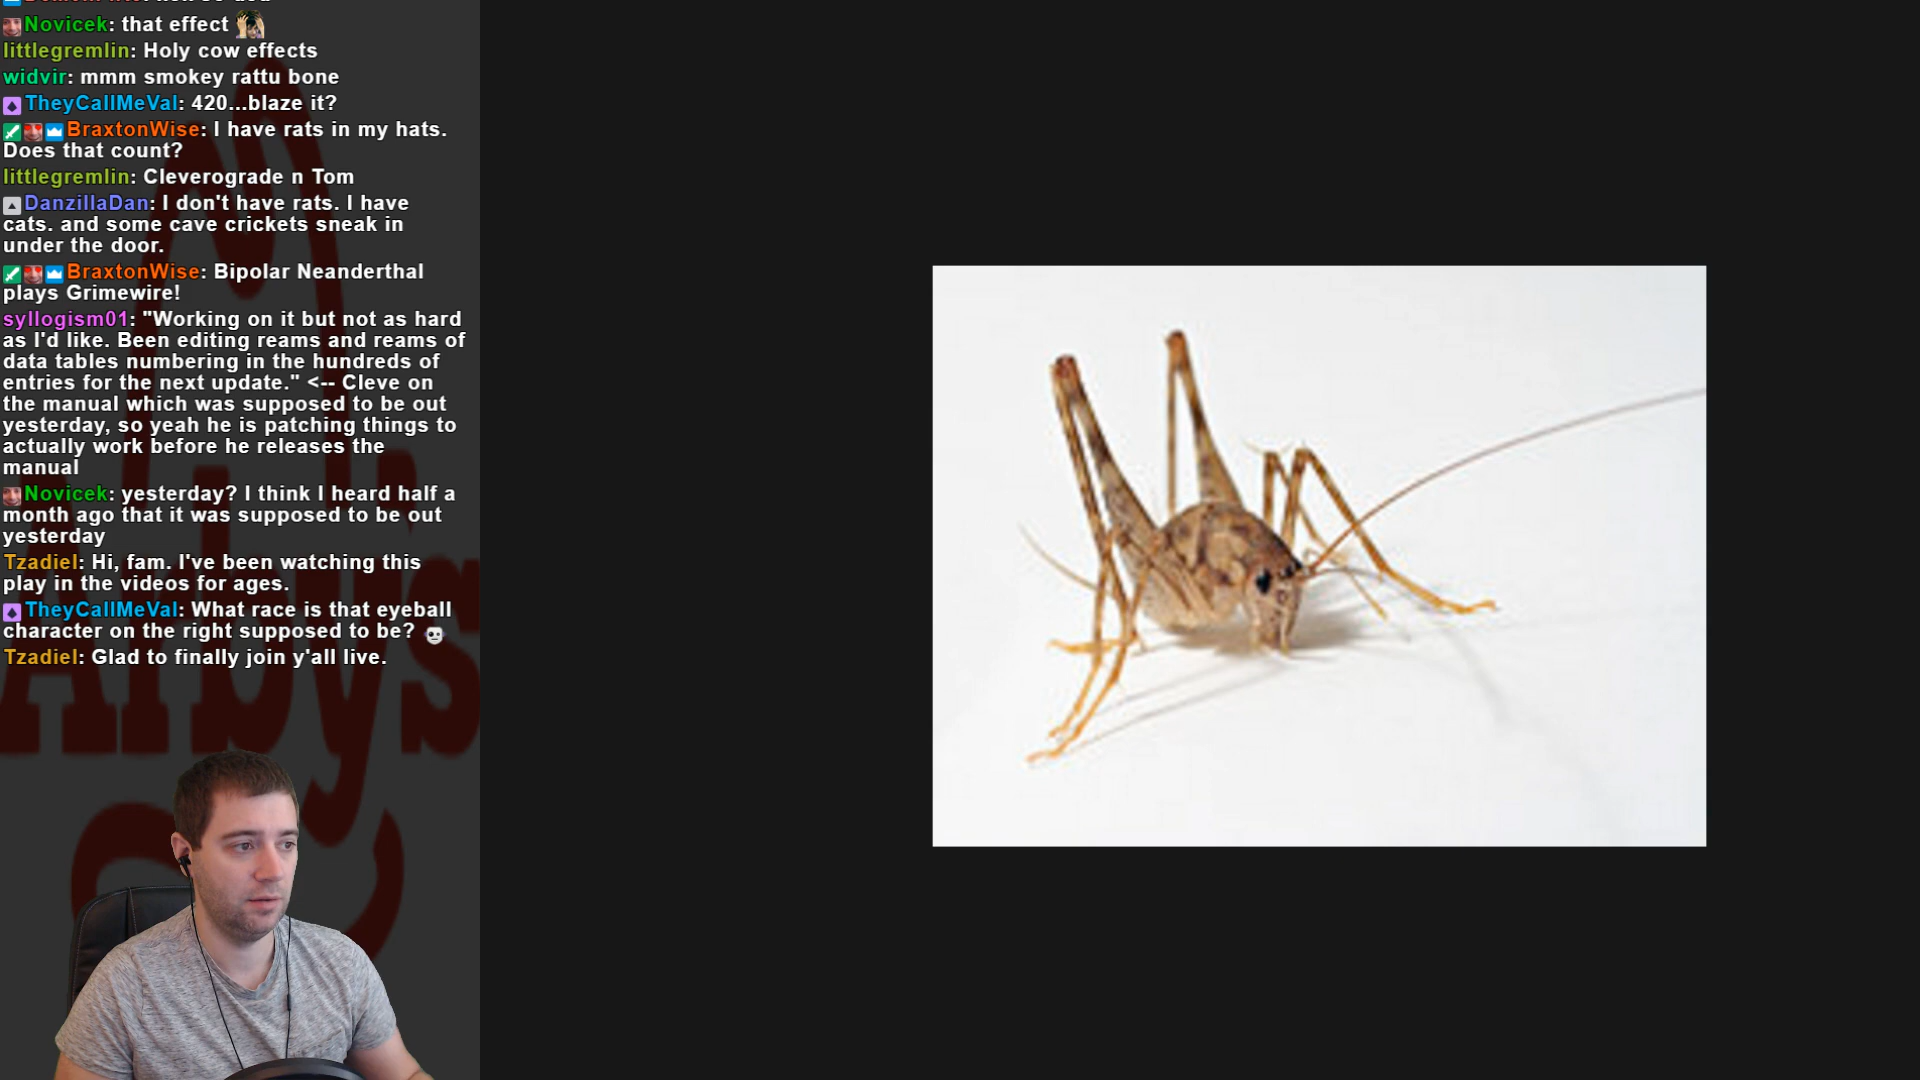 Novicek: that effect
littlegremlin: Holy cow effects
widvir: mmm smokey rattu bone
TheyCallMeVal: 420...blaze it?
BraxtonWise: I have rats in my hats.
Does that count?
littlegremlin: Cleverograde n Tom
DanzillaDan: I don't have rats. I have
cats. and some cave crickets sneak in
under the door.
BraxtonWise: Bipolar Neanderthal
plays Grimewire!
syllogism01: "Working on it but not as hard
as I'd like. Been editing reams and reams of
data tables numbering in the hundreds of
entries for the next update." <-- Cleve on
the manual which was supposed to be out
yesterday, so yeah he is patching things to
actually work before he releases the
manual
Novicek: yesterday? I think I heard half a
month ago that it was supposed to be out
yesterday
Tzadiel: Hi, fam. I've been watching this
play in the videos for ages.
TheyCallMeVal: What race is that eyeball
character on the right supposed to be?
Tzadiel: Glad to finally join y'all live.
Arby's